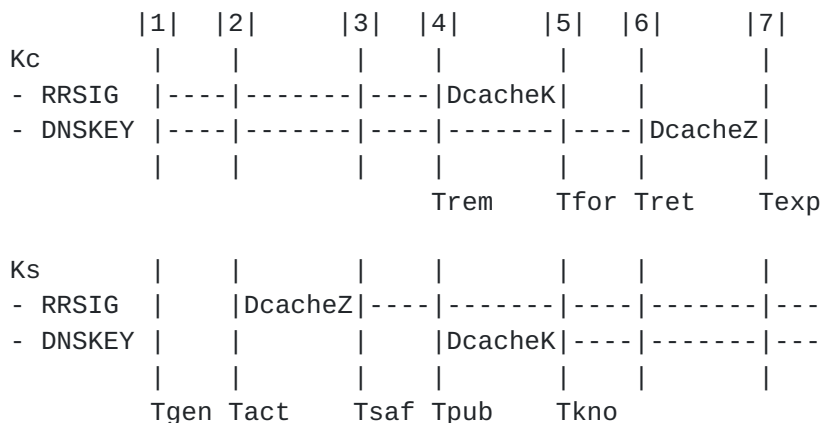 |1|  |2|     |3|  |4|     |5|  |6|     |7|
Kc       |    |       |    |       |    |       |
- RRSIG  |----|-------|----|DcacheK|    |       |
- DNSKEY |----|-------|----|-------|----|DcacheZ|
         |    |       |    |       |    |       |
                           Trem    Tfor Tret    Texp

Ks       |    |       |    |       |    |       |
- RRSIG  |    |DcacheZ|----|-------|----|-------|---
- DNSKEY |    |       |    |DcacheK|----|-------|---
         |    |       |    |       |    |       |
         Tgen Tact    Tsaf Tpub    Tkno